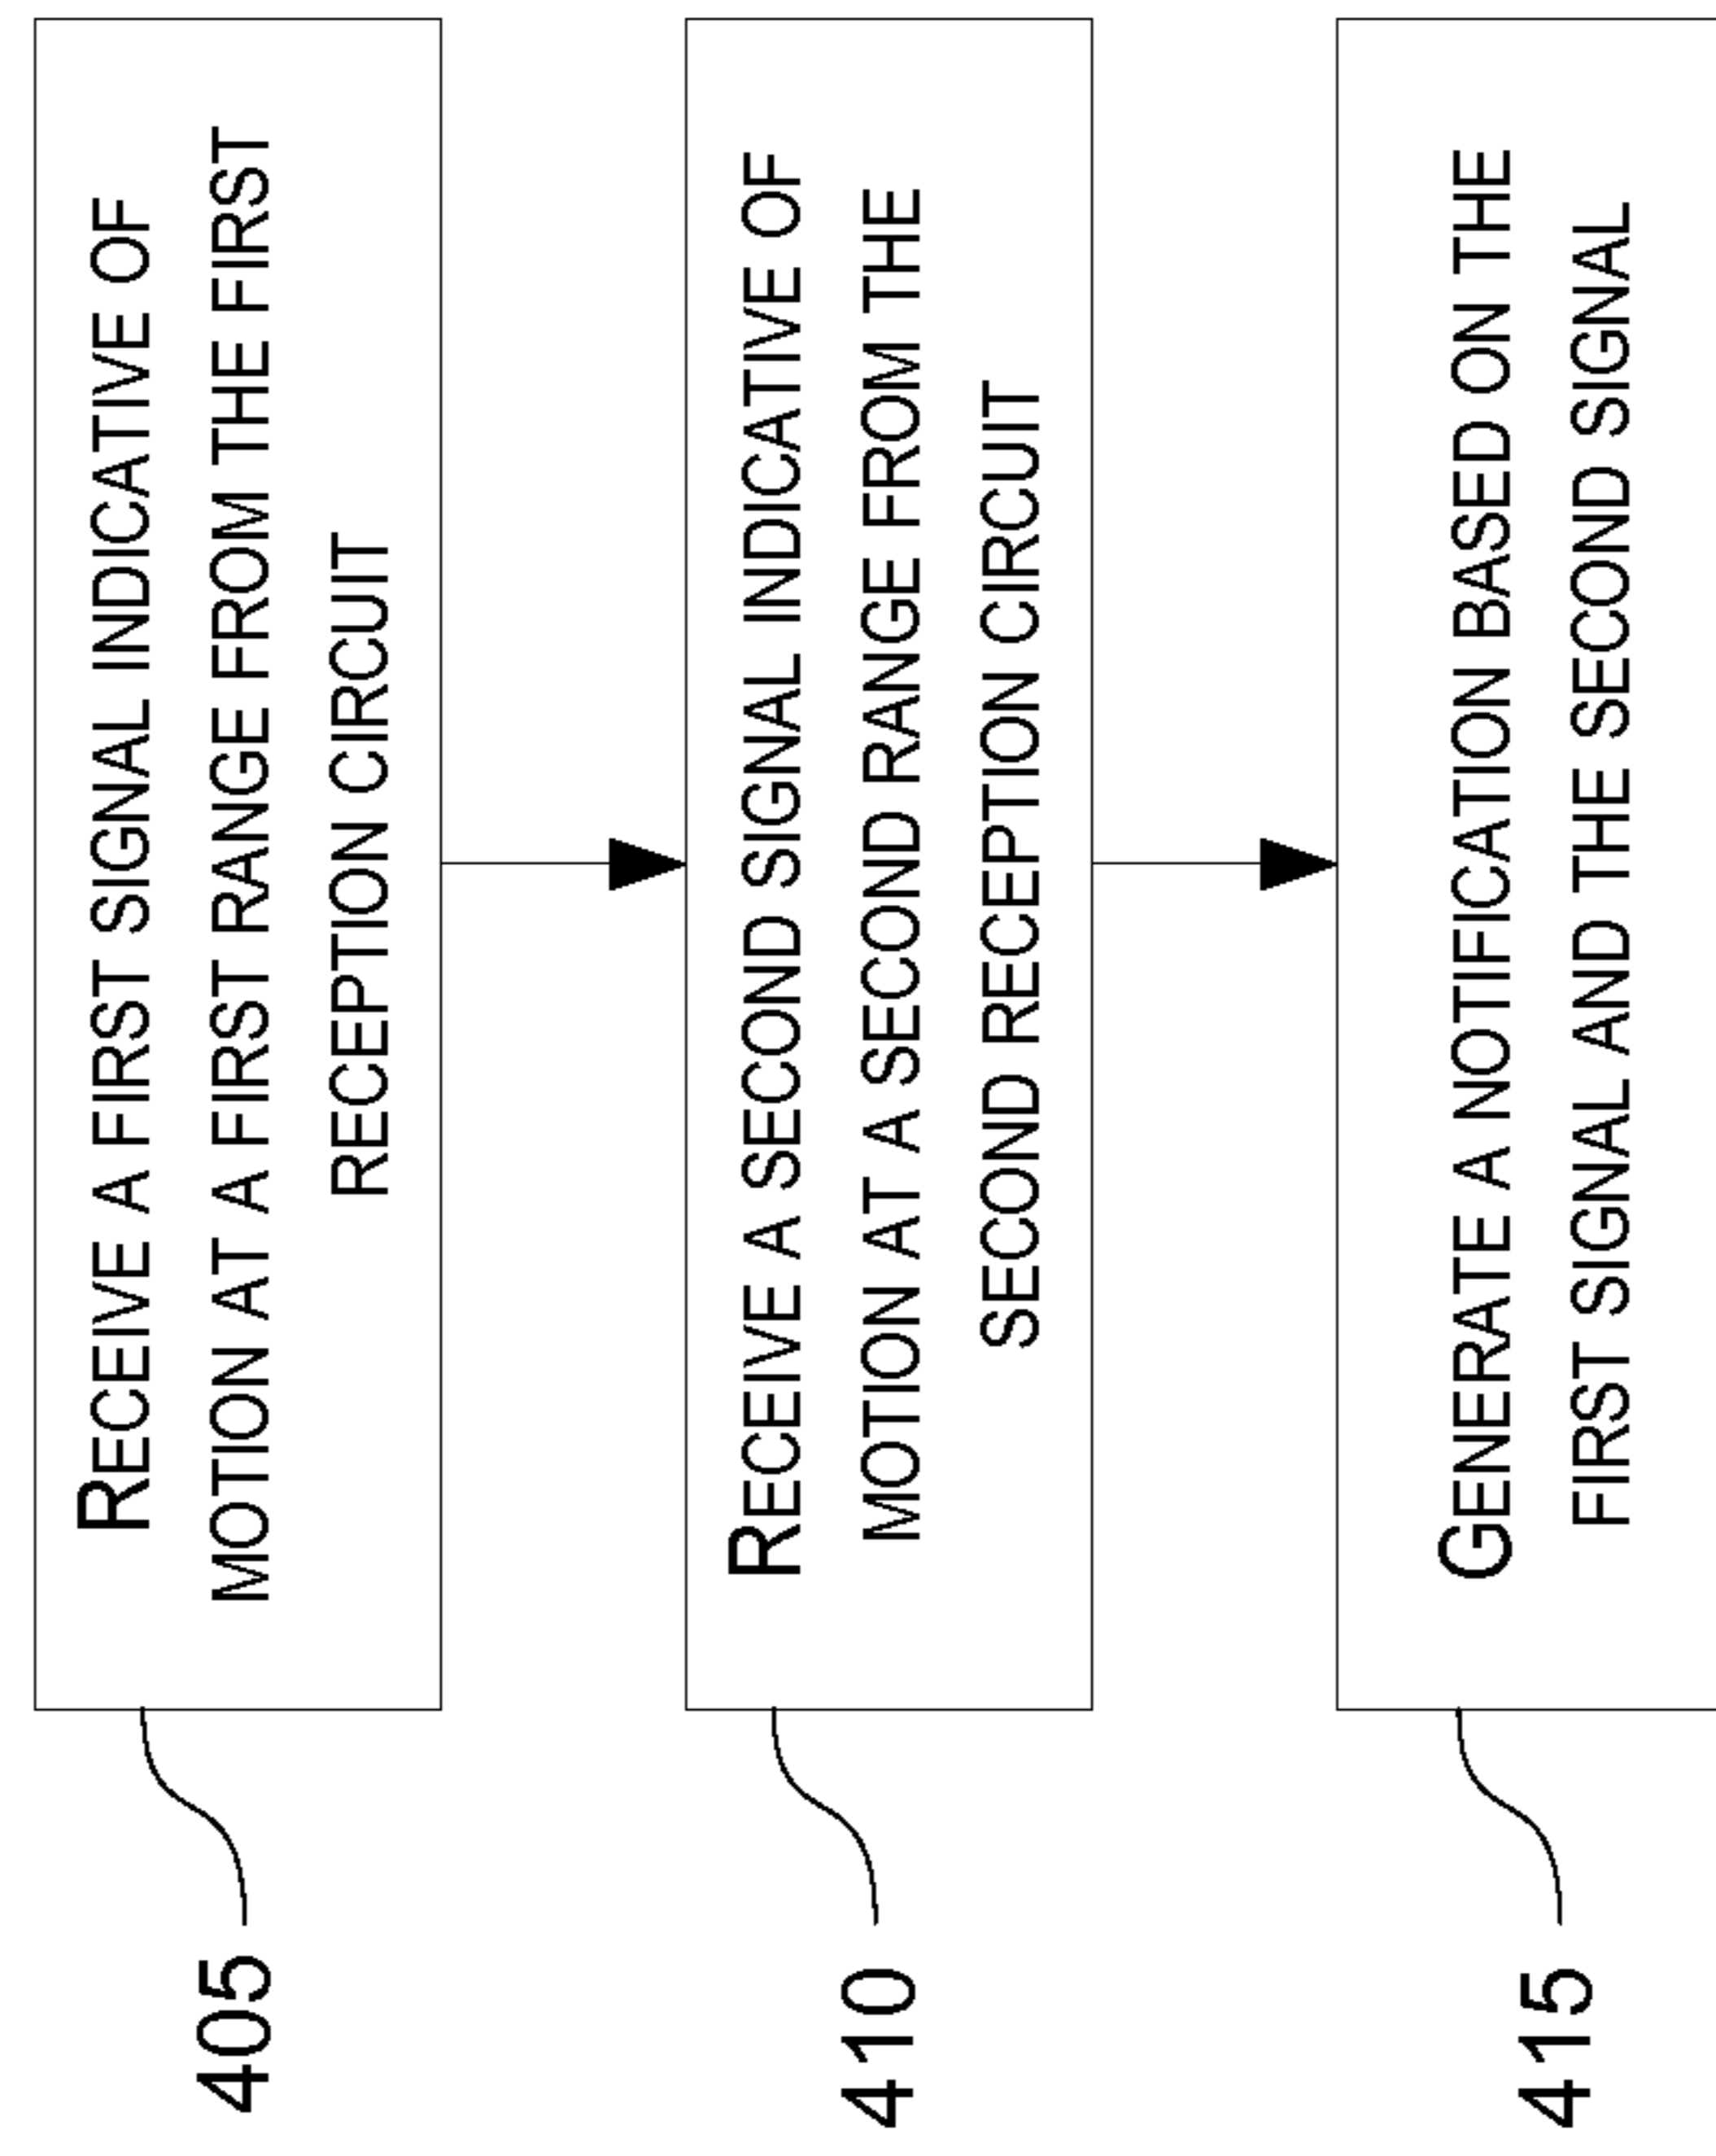 405
RECEIVE A FIRST SIGNAL INDICATIVE OF
MOTION AT A FIRST RANGE FROM THE FIRST
RECEPTION CIRCUIT
410
RECEIVE A SECOND SIGNAL INDICATIVE OF
MOTION AT A SECOND RANGE FROM THE
SECOND RECEPTION CIRCUIT
415
GENERATE A NOTIFICATION BASED ON THE
FIRST SIGNAL AND THE SECOND SIGNAL